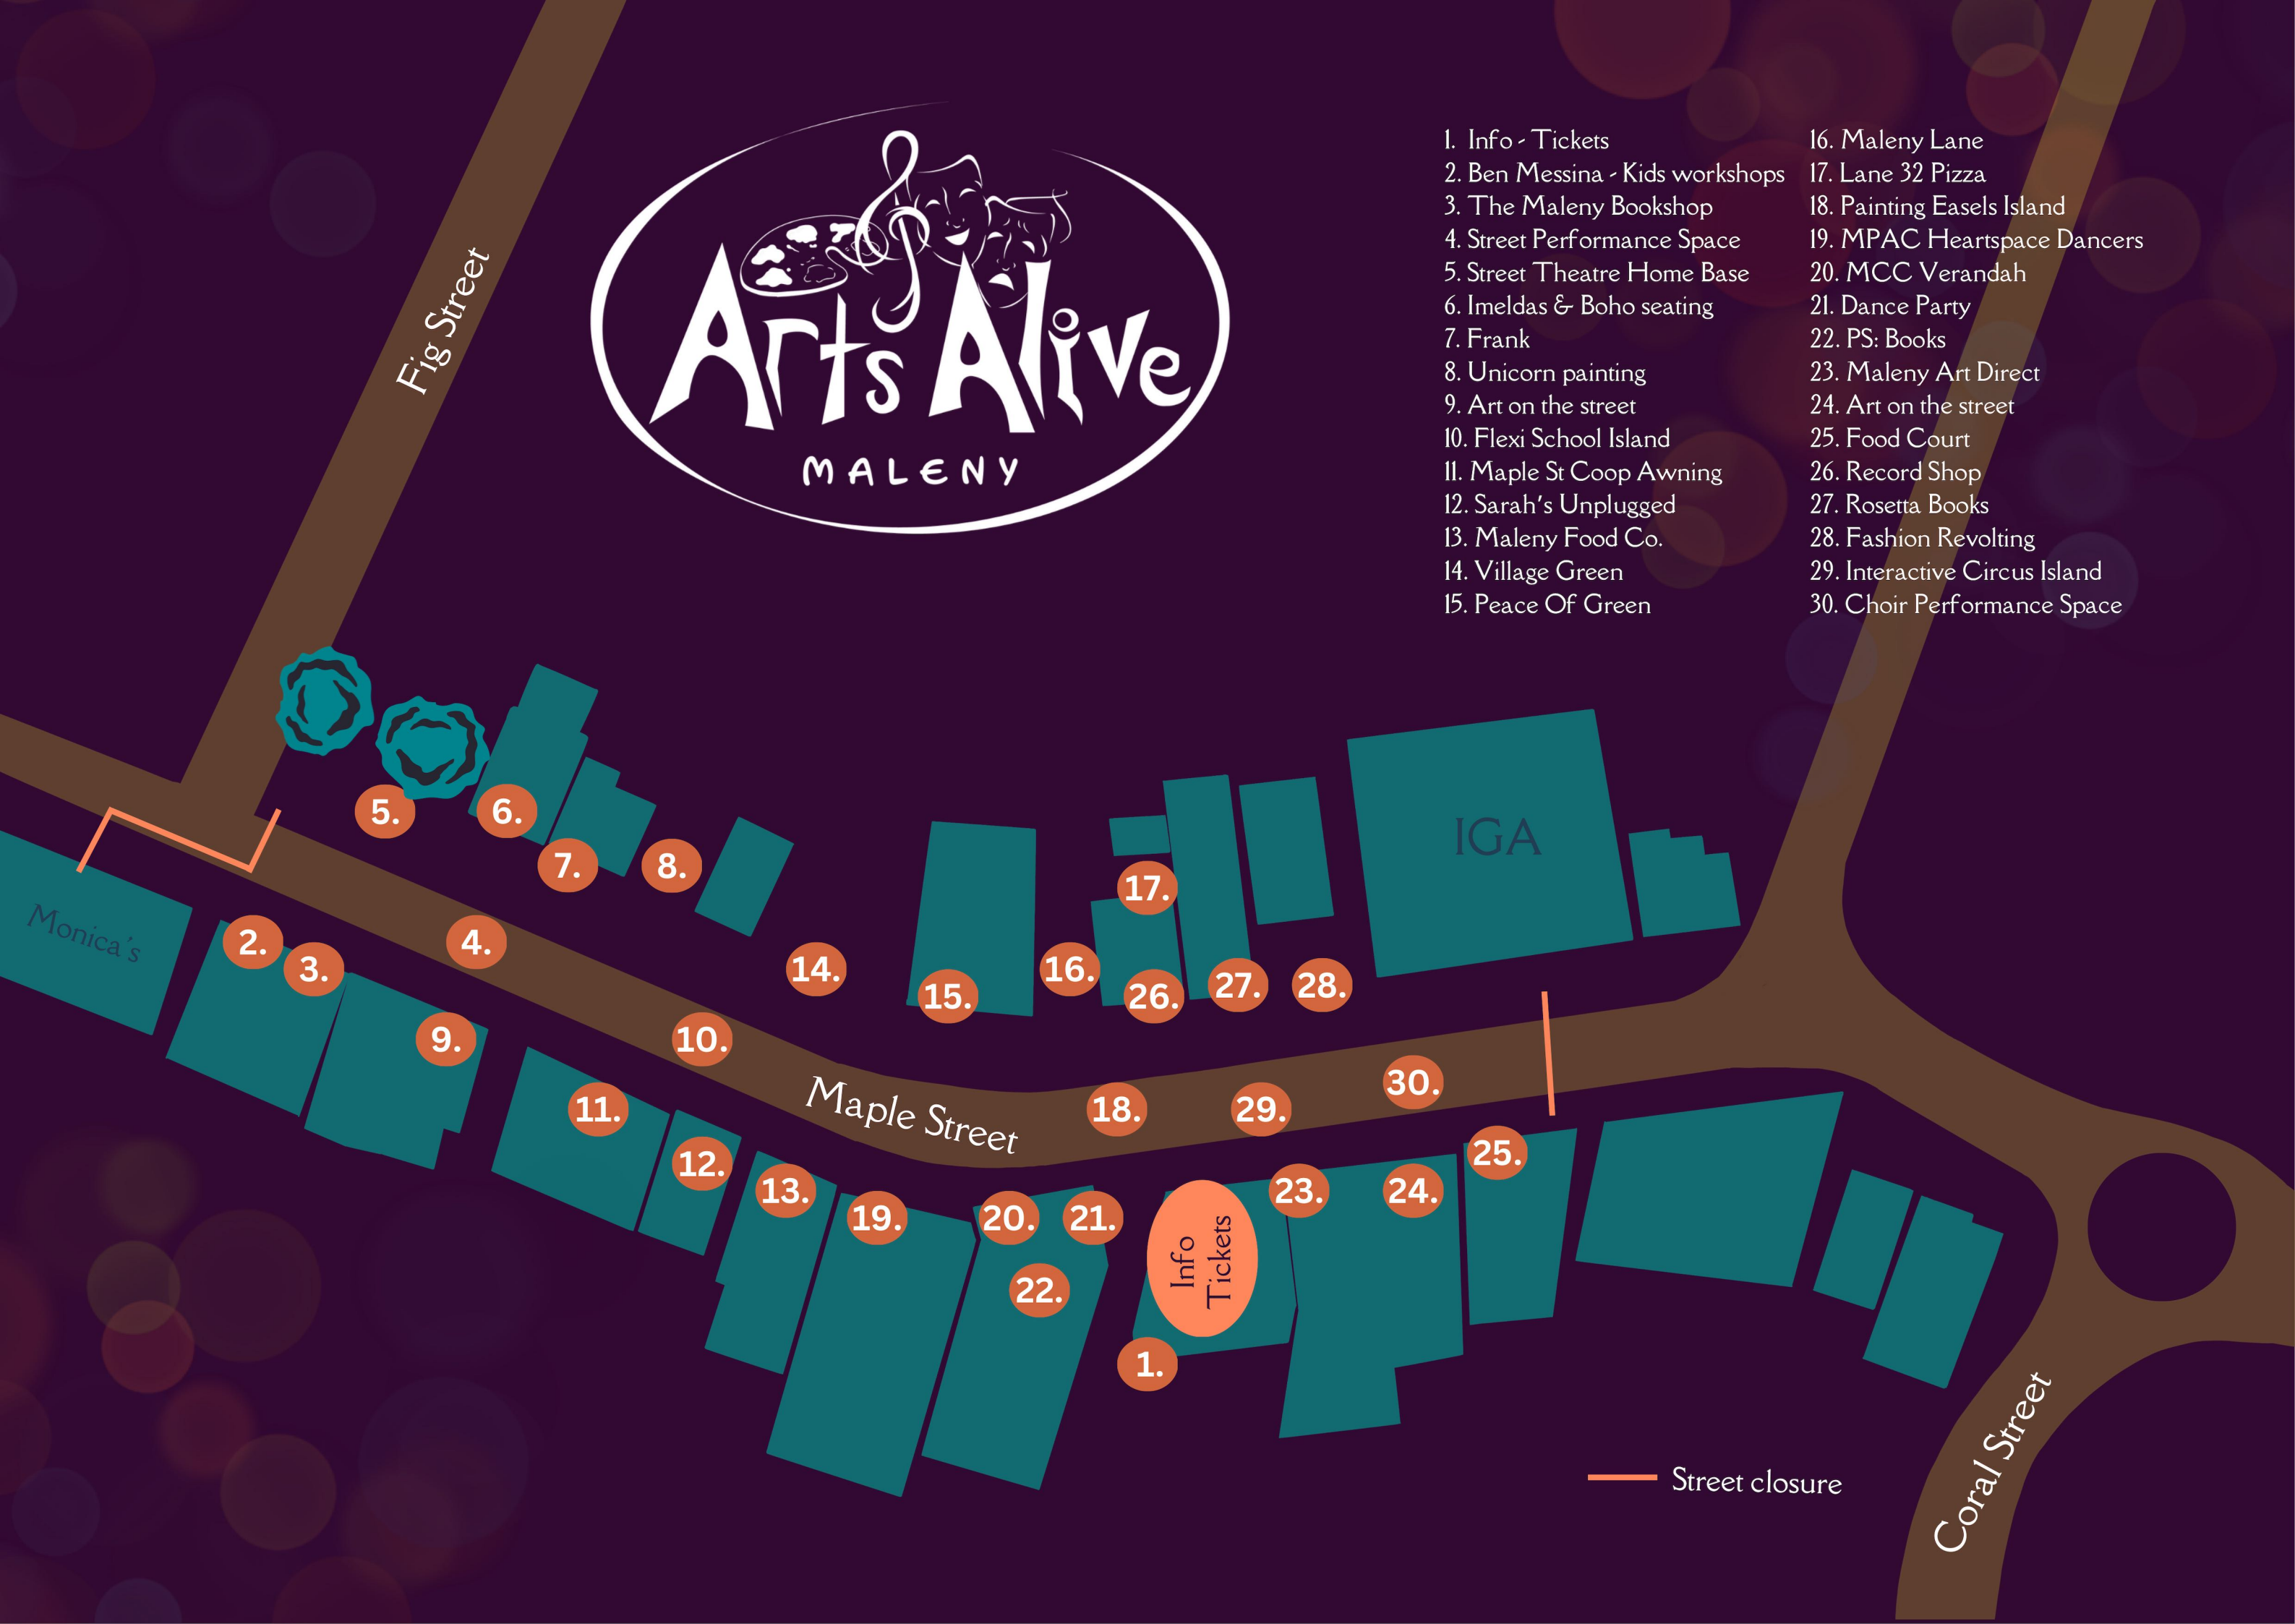 Arts Alive
MALENY
1. Info - Tickets
2. Ben Messina - Kids workshops
3. The Maleny Bookshop
4. Street Performance Space
5. Street Theatre Home Base
6. Imeldas & Boho seating
7. Frank
8. Unicorn painting
9. Art on the street
10. Flexi School Island
11. Maple St Coop Awning
12. Sarah's Unplugged
13. Maleny Food Co.
14. Village Green
15. Peace Of Green
16. Maleny Lane
17. Lane 32 Pizza
18. Painting Easels Island
19. MPAC Heartspace Dancers
20. MCC Verandah
21. Dance Party
22. PS: Books
23. Maleny Art Direct
24. Art on the street
25. Food Court
26. Record Shop
27. Rosetta Books
28. Fashion Revolting
29. Interactive Circus Island
30. Choir Performance Space
Fig Street
5.
6.
7.
8.
IGA
17.
Monica's
2.
3.
4.
14.
15.
16.
26.
27.
28.
9.
10.
11.
Maple Street
18.
29.
30.
12.
13.
19.
20.
21.
22.
Info
Tickets
1.
23.
24.
25.
Coral Street
Street closure